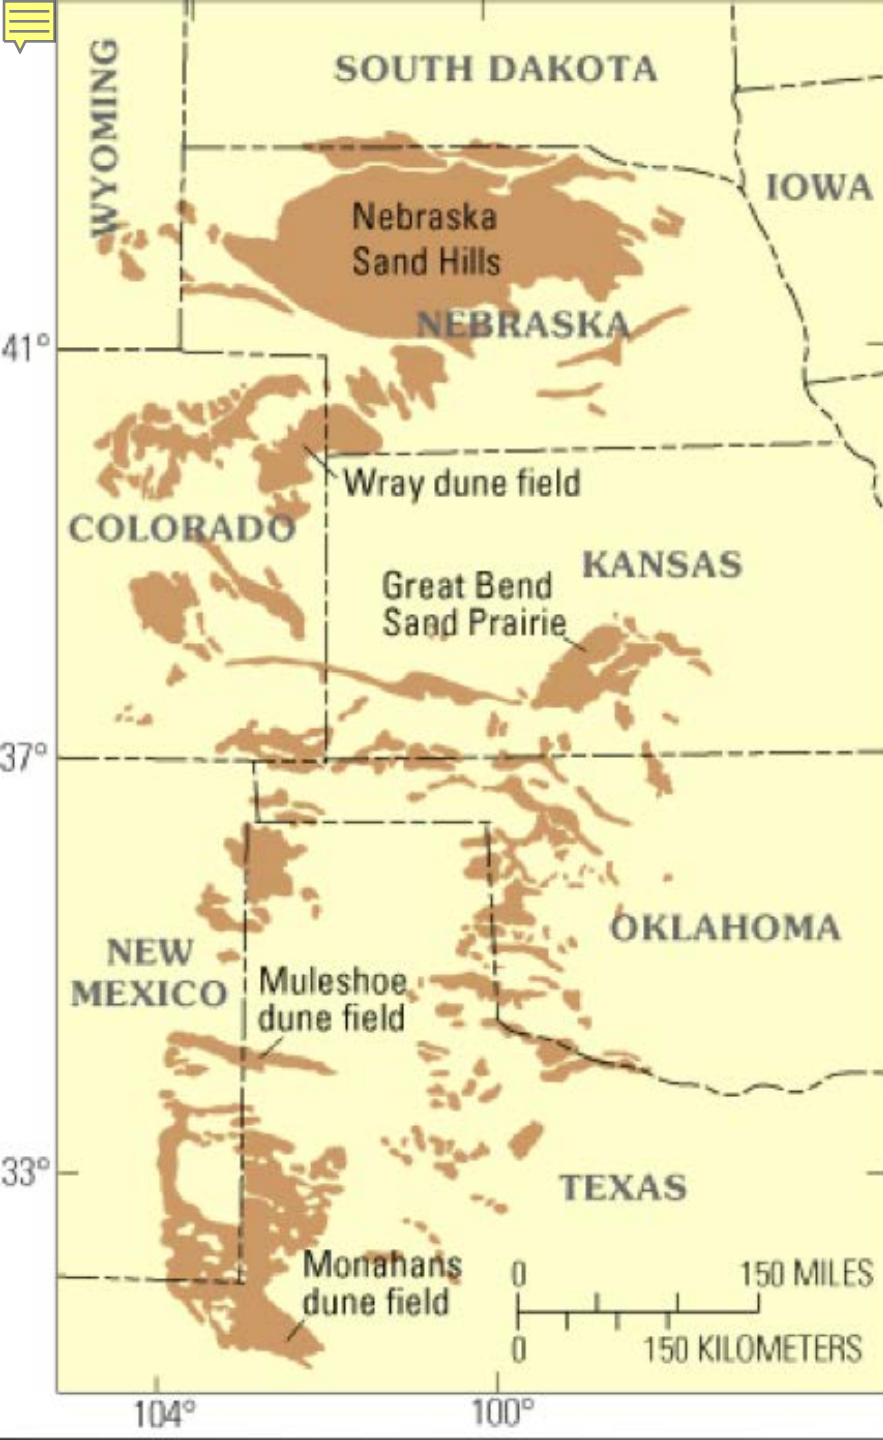 SOUTH DAKOTA
WYOMING
IOWA
Nebraska
Sand Hills
NEBRASKA
41°
Wray dune field
COLORADO
KANSAS
Great Bend
Sand Prairie
37°
OKLAHOMA
NEW
MEXICO
Muleshoe
dune field
33°
TEXAS
Monahans
dune field
0 150 MILES
0 150 KILOMETERS
104° 100°